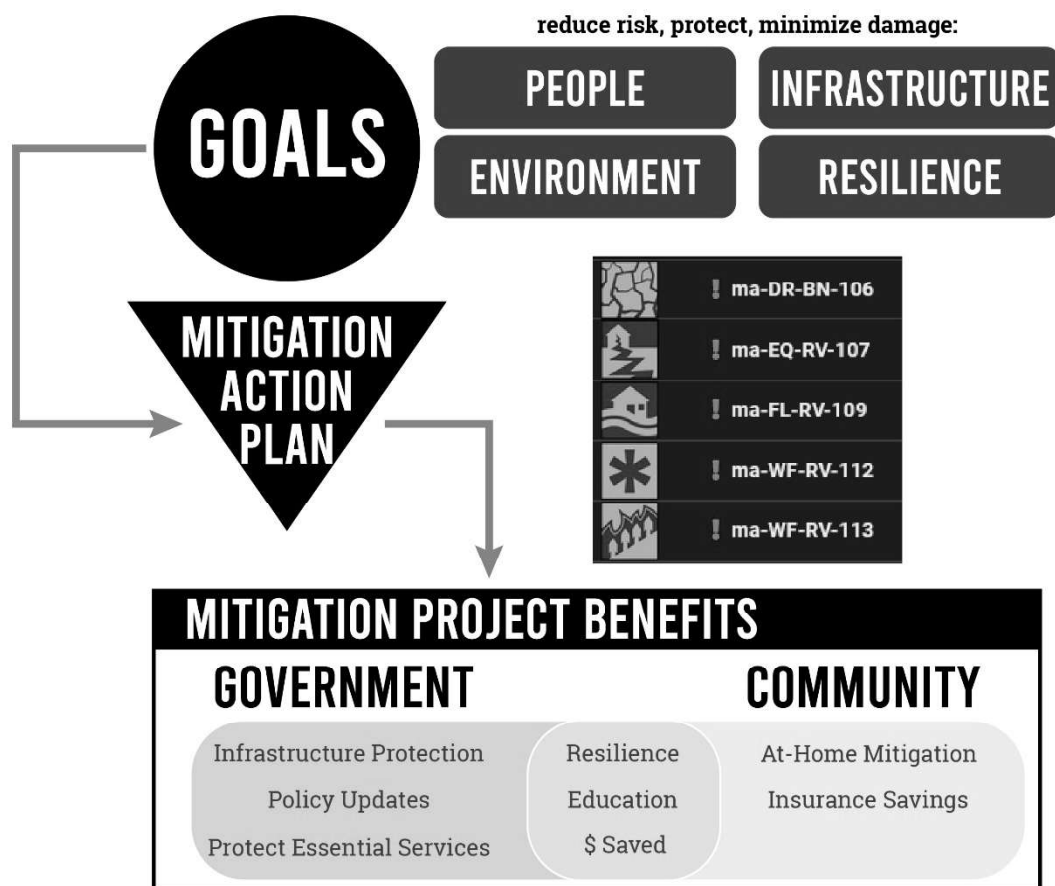 reduce risk, protect, minimize damage:
GOALS
PEOPLE
INFRASTRUCTURE
ENVIRONMENT
RESILIENCE
MITIGATION
ACTION
PLAN
! ma-DR-BN-106
! ma-EQ-RV-107
! ma-FL-RV-109
! ma-WF-RV-112
! ma-WF-RV-113
MITIGATION PROJECT BENEFITS
GOVERNMENT
Infrastructure Protection
Policy Updates
Protect Essential Services
Resilience
Education
$ Saved
COMMUNITY
At-Home Mitigation
Insurance Savings